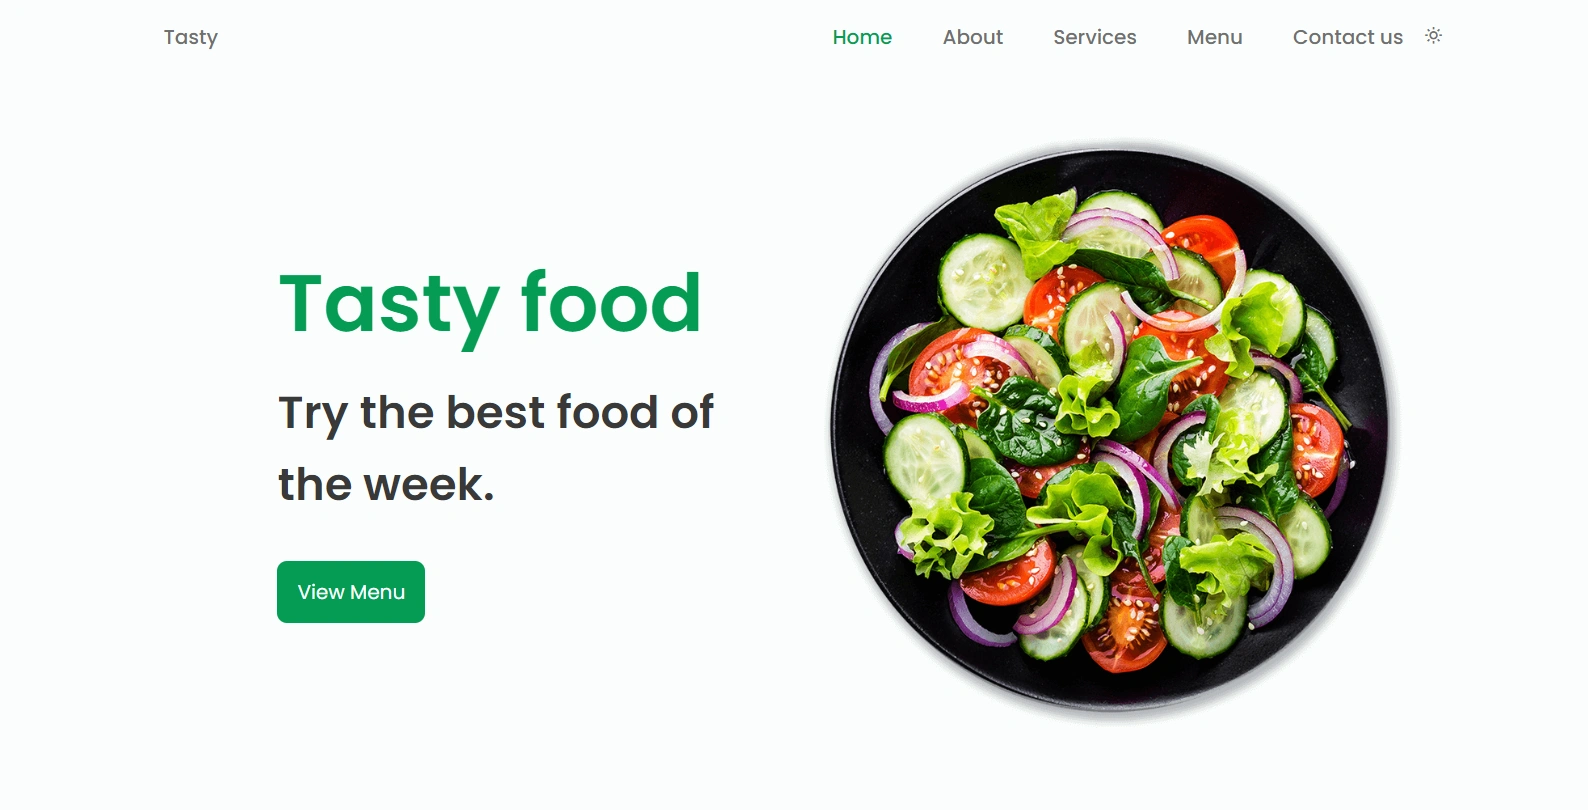 Tasty Home About Services Menu Contact us
Tasty food
Try the best food of
the week.
View Menu